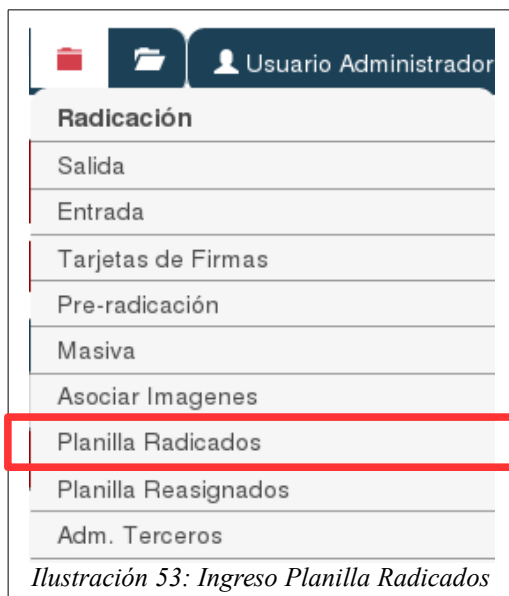 Usuario Administrador
Radicación
Salida
Entrada
Tarjetas de Firmas
Pre-radicación
Masiva
Asociar Imagenes
Planilla Radicados
Planilla Reasignados
Adm. Terceros
Ilustración 53: Ingreso Planilla Radicados